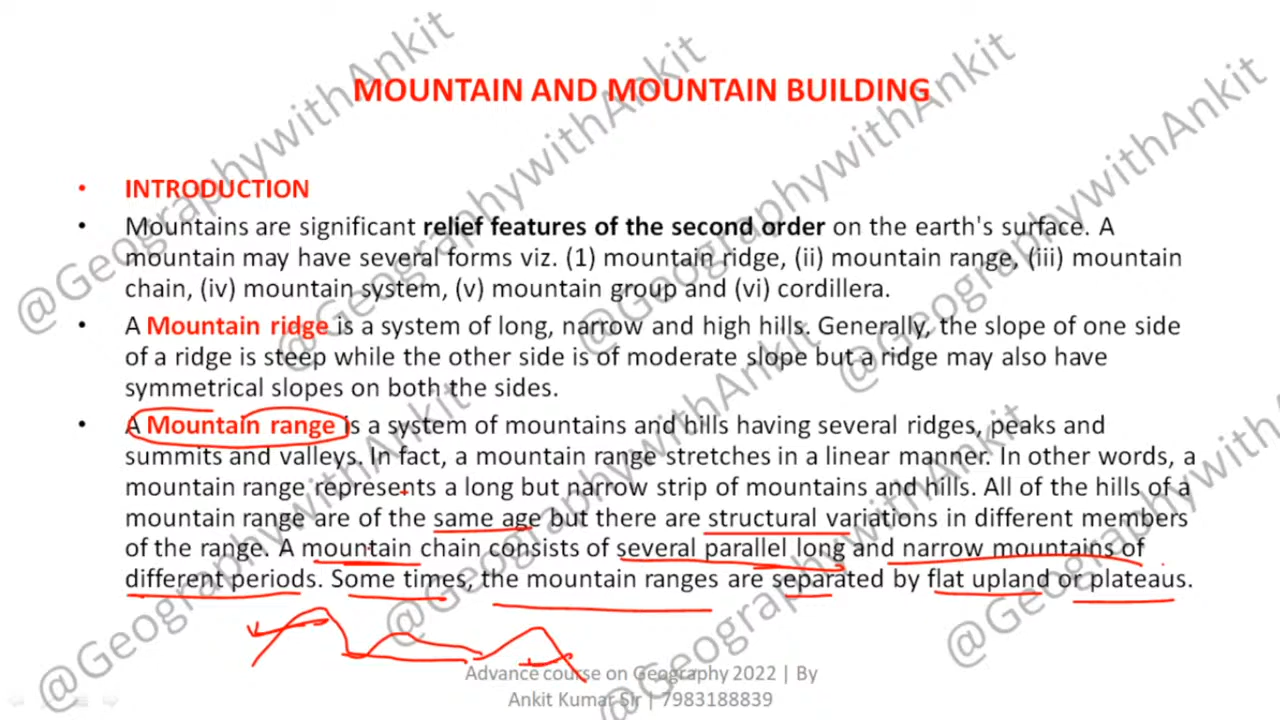 MOUNTAIN AND MOUNTAIN BUILDING
• INTRODUCTION
• Mountains are significant relief features of the second order on the earth's surface. A
mountain may have several forms viz. (1) mountain ridge, (ii) mountain range, (iii) mountain
chain, (iv) mountain system, (v) mountain group and (vi) cordillera.
• A Mountain ridge is a system of long, narrow and high hills. Generally, the slope of one side
of a ridge is steep while the other side is of moderate slope but a ridge may also have
symmetrical slopes on both the sides.
• A Mountain range is a system of mountains and hills having several ridges, peaks and
summits and valleys. In fact, a mountain range stretches in a linear manner. In other words, a
mountain range represents a long but narrow strip of mountains and hills. All of the hills of a
mountain range are of the same age but there are structural variations in different members
of the range. A mountain chain consists of several parallel long and narrow mountains of
different periods. Some times, the mountain ranges are separated by flat upland or plateaus.
Advance course on Geography 2022 | By
Ankit Kumar Sir | 7983188839
@GeographywithAnkit
@GeographywithAnkit
@GeographywithAnkit
@GeographywithAnkit
@GeographywithAnkit
@GeographywithAnkit
@GeographywithAnkit
@GeographywithAnkit